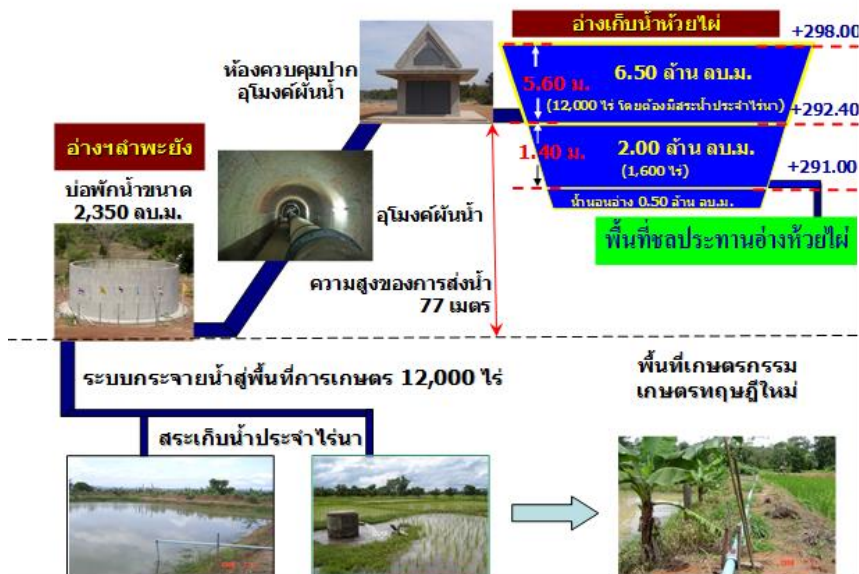 อ่างเก็บน้ำห้วยไผ่
+298.00
ห้องควบคุมปาก
อุโมงค์ผันน้ำ
5.60 ม.
6.50 ล้าน ลบ.ม.
(12,000 ไร่ โดยต้องมีสระน้ำประจำไร่นา)
+292.40
อ่างฯลำพะยัง
1.40 ม.
2.00 ล้าน ลบ.ม.
(1,600 ไร่)
+291.00
บ่อพักน้ำขนาด
2,350 ลบ.ม.
น้ำนอนอ่าง 0.50 ล้าน ลบ.ม.
อุโมงค์ผันน้ำ
พื้นที่ชลประทานอ่างห้วยไผ่
ความสูงของการส่งน้ำ
77 เมตร
ระบบกระจายน้ำสู่พื้นที่การเกษตร 12,000 ไร่
พื้นที่เกษตรกรรม
เกษตรทฤษฎีใหม่
สระเก็บน้ำประจำไร่นา